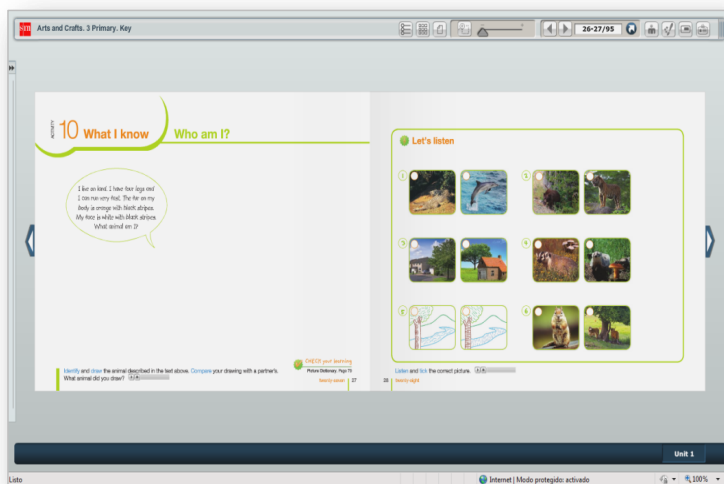 sm Arts and Crafts. 3 Primary. Key
26-27/95
ACTIVITY 10 What I know Who am I?
I live on land. I have four legs and
I can run very fast. The fur on my
body is orange with black stripes.
My face is white with black stripes.
What animal am I?
Identify and draw the animal described in the text above. Compare your drawing with a partner's.
What animal did you draw?
CHECK your learning
Picture Dictionary. Page 75
twenty-seven 27
Let's listen
1
2
3
4
5
6
Listen and tick the correct picture.
28 twenty-eight
Unit 1
Listo
Internet | Modo protegido: activado
100%